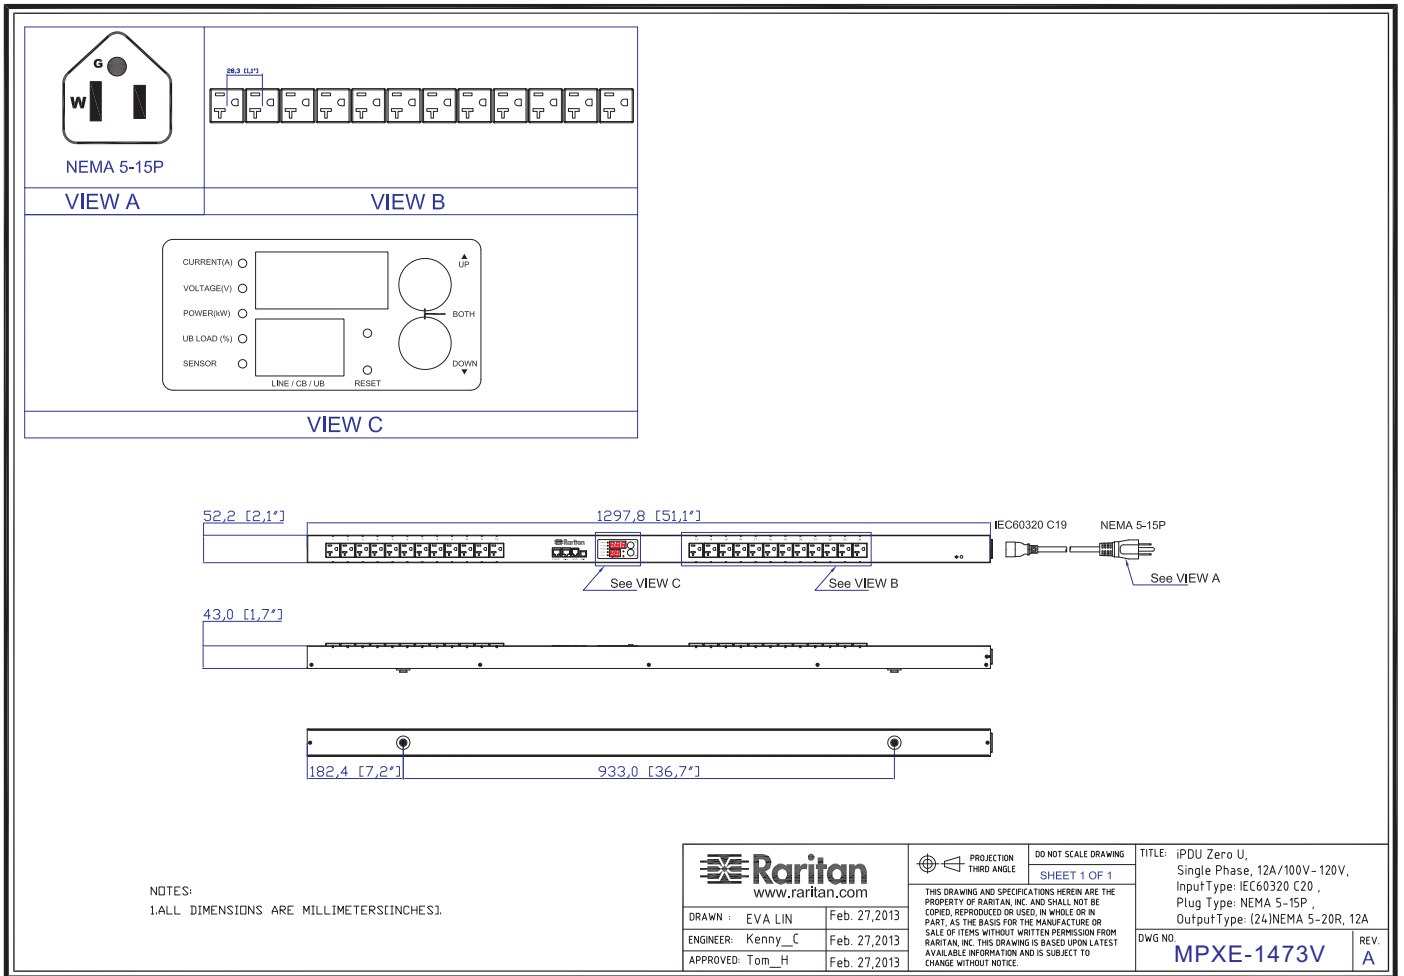 G
W
NEMA 5-15P
VIEW A
28,3 [1,1"]
VIEW B
CURRENT(A)
VOLTAGE(V)
POWER(kW)
UB LOAD (%)
SENSOR
LINE / CB / UB
RESET
UP
BOTH
DOWN
VIEW C
52,2 [2,1"]
1297,8 [51,1"]
IEC60320 C19
NEMA 5-15P
Raritan
See VIEW C
See VIEW B
See VIEW A
43,0 [1,7"]
182,4 [7,2"]
933,0 [36,7"]
NOTES:
1.ALL DIMENSIONS ARE MILLIMETERS[INCHES].
Raritan
www.raritan.com
DRAWN : EVA LIN Feb. 27,2013
ENGINEER: Kenny_C Feb. 27,2013
APPROVED: Tom_H Feb. 27,2013
PROJECTION
THIRD ANGLE
DO NOT SCALE DRAWING
SHEET 1 OF 1
THIS DRAWING AND SPECIFICATIONS HEREIN ARE THE
PROPERTY OF RARITAN, INC. AND SHALL NOT BE
COPIED, REPRODUCED OR USED, IN WHOLE OR IN
PART, AS THE BASIS FOR THE MANUFACTURE OR
SALE OF ITEMS WITHOUT WRITTEN PERMISSION FROM
RARITAN, INC. THIS DRAWING IS BASED UPON LATEST
AVAILABLE INFORMATION AND IS SUBJECT TO
CHANGE WITHOUT NOTICE.
TITLE: iPDU Zero U,
Single Phase, 12A/100V-120V,
InputType: IEC60320 C20 ,
Plug Type: NEMA 5-15P ,
OutputType: (24)NEMA 5-20R, 12A
DWG NO.
MPXE-1473V
REV.
A